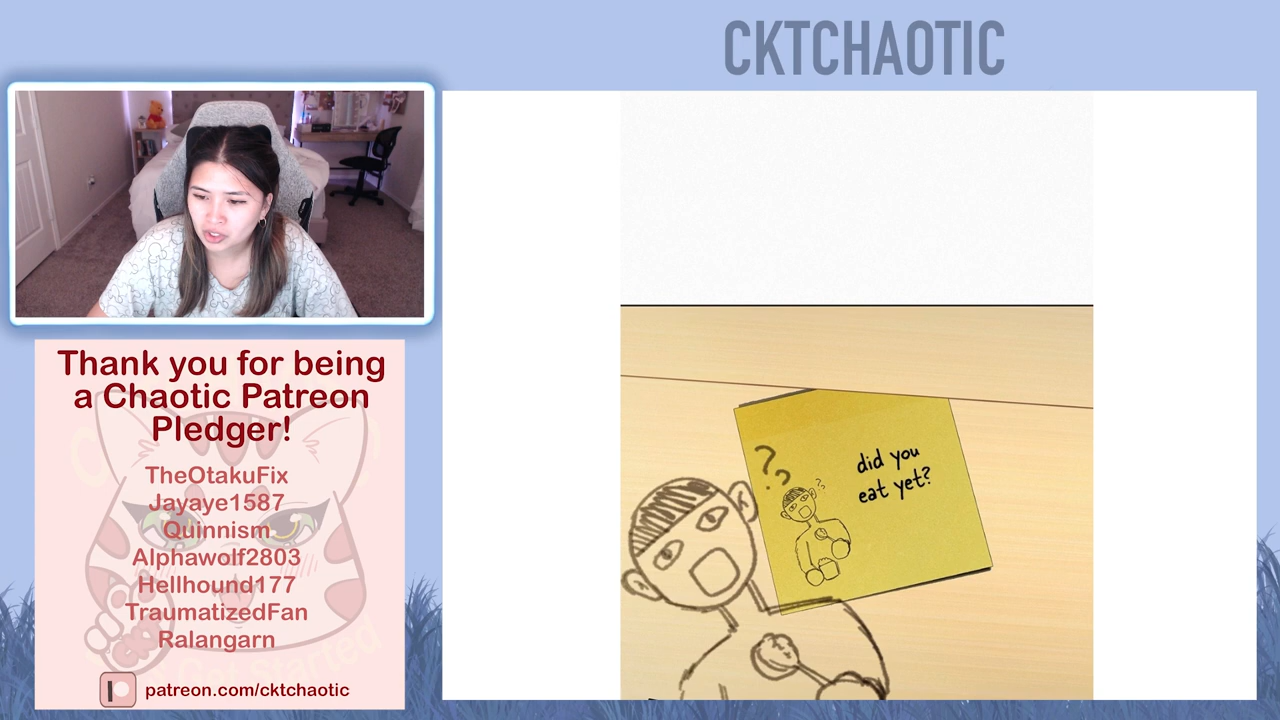 CKTCHAOTIC
Thank you for being
a Chaotic Patreon
Pledger!
TheOtakuFix
Jayaye1587
Quinnism
Alphawolf2803
Hellhound177
TraumatizedFan
Ralangarn
patreon.com/cktchaotic
??
??
did you
eat yet?